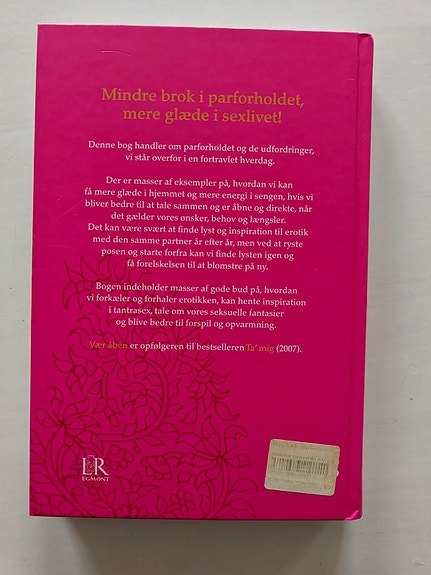 Mindre brok i parforholdet,
mere glæde i sexlivet!
Denne bog handler om parforholdet og de udfordringer,
vi står overfor i en fortravlet hverdag.
Der er masser af eksempler på, hvordan vi kan
få mere glæde i hjemmet og mere energi i sengen, hvis vi
bliver bedre til at tale sammen og er åbne og direkte, når
det gælder vores ønsker, behov og længsler.
Det kan være svært at finde lyst og inspiration til erotik
med den samme partner år efter år, men ved at ryste
posen og starte forfra kan vi finde lysten igen og
få forelskelsen til at blomstre på ny.
Bogen indeholder masser af gode bud på, hvordan
vi forkæler og forhaler erotikken, kan hente inspiration
i tantrasex, tale om vores seksuelle fantasier
og blive bedre til forspil og opvarmning.
Vær åben er opfølgeren til bestselleren Ta' mig (2007).
L&R
EGMONT